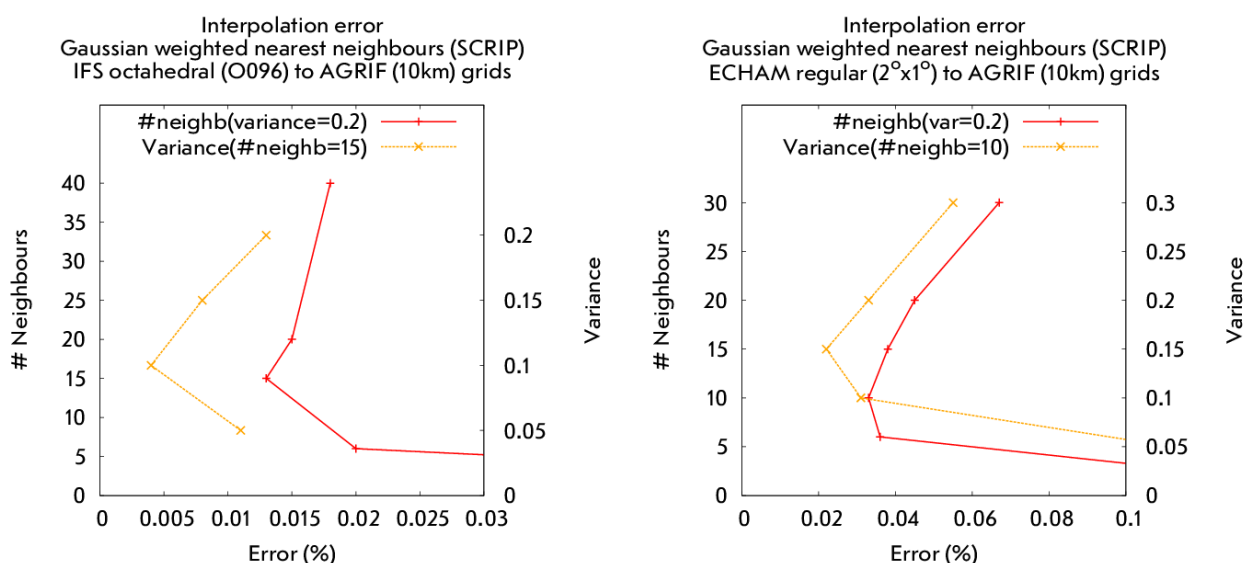 Interpolation error
Gaussian weighted nearest neighbours (SCRIP)
IFS octahedral (O096) to AGRIF (10km) grids
#neighb(variance=0.2)
Variance(#neighb=15)
40
35
30
25
20
15
10
5
0
# Neighbours
0.2
0.15
0.1
0.05
0
Variance
0 0.005 0.01 0.015 0.02 0.025 0.03
Error (%)
Interpolation error
Gaussian weighted nearest neighbours (SCRIP)
ECHAM regular (2°x1°) to AGRIF (10km) grids
#neighb(var=0.2)
Variance(#neighb=10)
30
25
20
15
10
5
0
# Neighbours
0.3
0.2
0.15
0.1
0.05
0
Variance
0 0.02 0.04 0.06 0.08 0.1
Error (%)